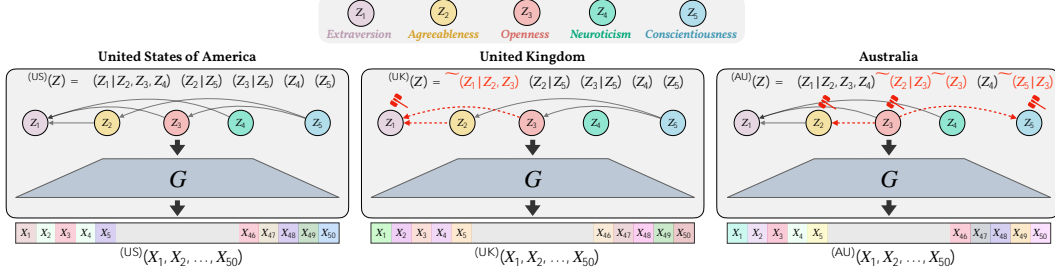 Z₁ Z₂ Z₃ Z₄ Z₅
Extraversion Agreeableness Openness Neuroticism Conscientiousness
United States of America
(US)(Z) = (Z₁|Z₂, Z₃, Z₄) (Z₂|Z₅) (Z₃|Z₅) (Z₄) (Z₅)
Z₁ Z₂ Z₃ Z₄ Z₅
G
X₁ X₂ X₃ X₄ X₅ X₄₆ X₄₇ X₄₈ X₄₉ X₅₀
(US)(X₁, X₂, …, X₅₀)
United Kingdom
(UK)(Z) = ~(Z₁|Z₂, Z₃) (Z₂|Z₅) (Z₃|Z₅) (Z₄) (Z₅)
Z₁ Z₂ Z₃ Z₄ Z₅
G
X₁ X₂ X₃ X₄ X₅ X₄₆ X₄₇ X₄₈ X₄₉ X₅₀
(UK)(X₁, X₂, …, X₅₀)
Australia
(AU)(Z) = (Z₁|Z₂, Z₃, Z₄) ~(Z₂|Z₃) ~(Z₃) (Z₄) ~(Z₅|Z₃)
Z₁ Z₂ Z₃ Z₄ Z₅
G
X₁ X₂ X₃ X₄ X₅ X₄₆ X₄₇ X₄₈ X₄₉ X₅₀
(AU)(X₁, X₂, …, X₅₀)